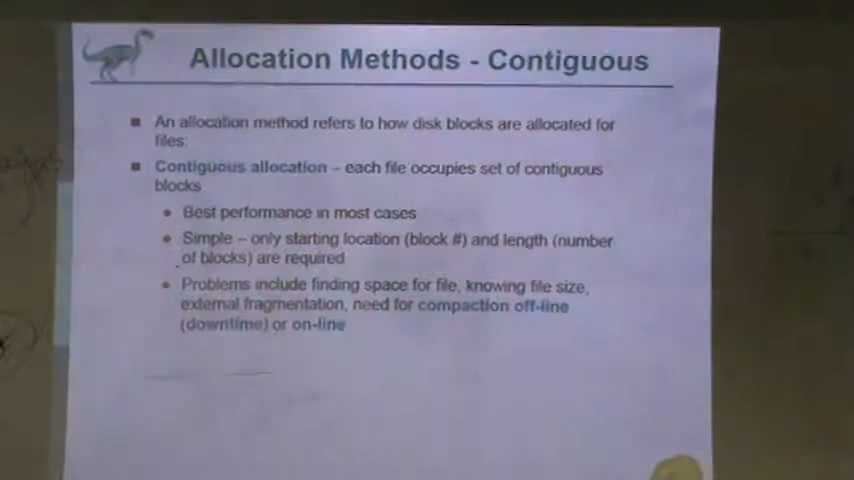 Allocation Methods - Contiguous
An allocation method refers to how disk blocks are allocated for
files:
Contiguous allocation – each file occupies set of contiguous
blocks
Best performance in most cases
Simple – only starting location (block #) and length (number
of blocks) are required
Problems include finding space for file, knowing file size,
external fragmentation, need for compaction off-line
(downtime) or on-line